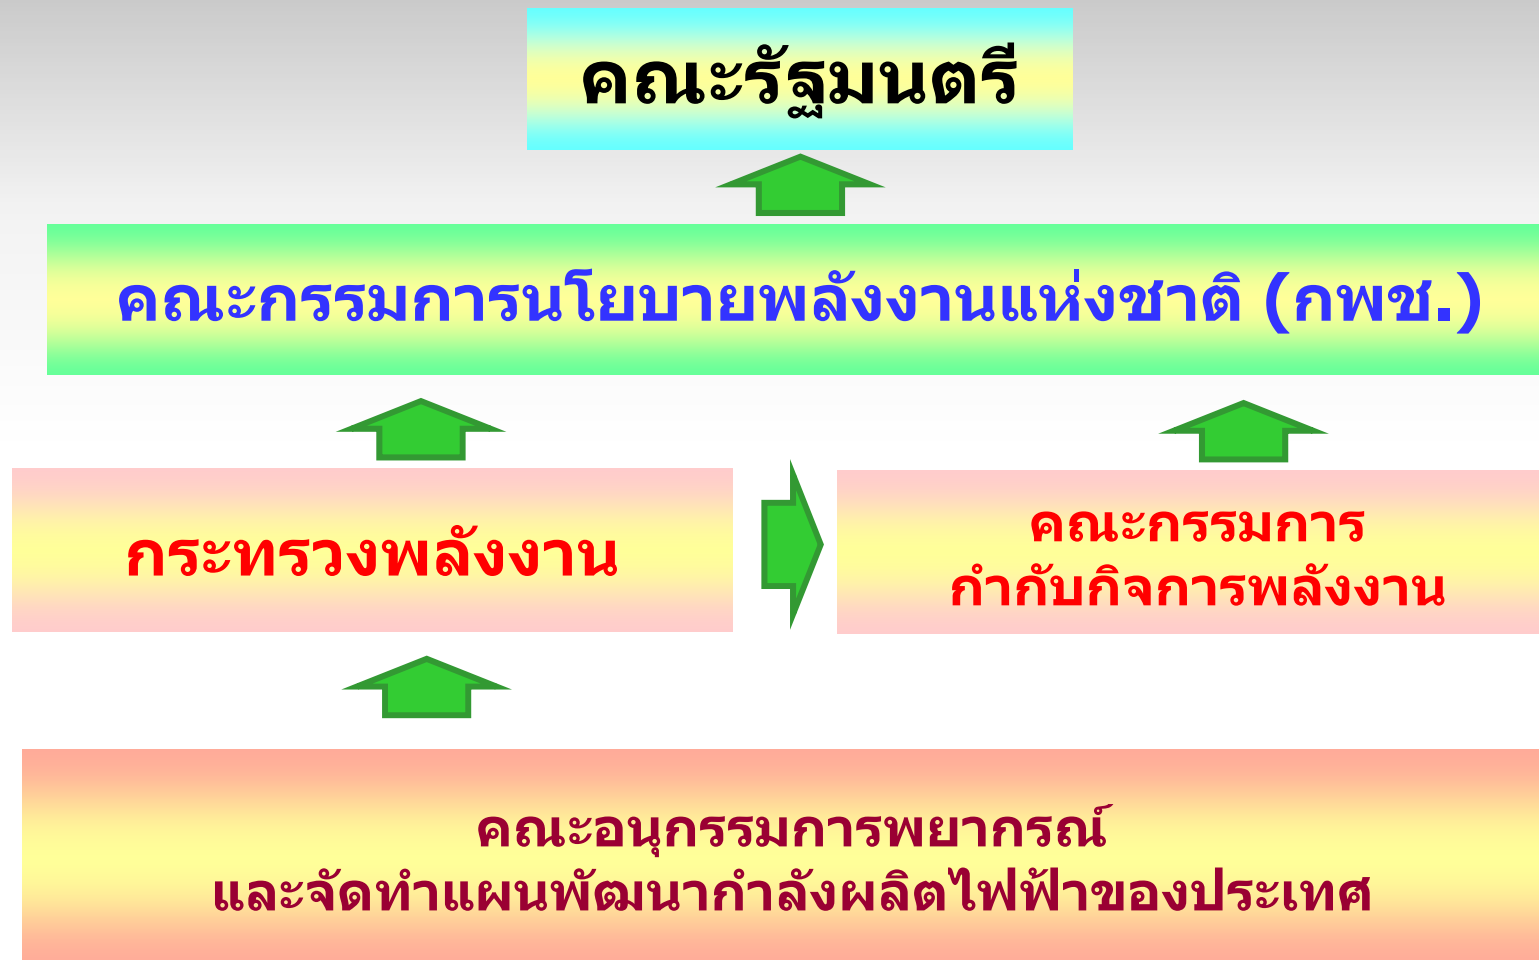 คณะรัฐมนตรี
คณะกรรมการนโยบายพลังงานแห่งชาติ (กพช.)
กระทรวงพลังงาน
คณะกรรมการ
กำกับกิจการพลังงาน
คณะอนุกรรมการพยากรณ์
และจัดทำแผนพัฒนากำลังผลิตไฟฟ้าของประเทศ